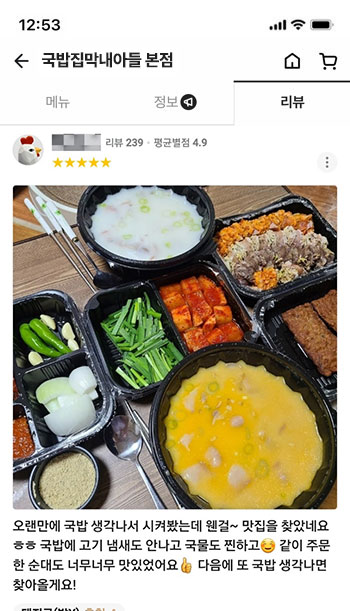 12:53
국밥집막내아들 본점
메뉴
정보
리뷰
리뷰 239 · 평균별점 4.9
오랜만에 국밥 생각나서 시켜봤는데 웬걸~ 맛집을 찾았네요
ㅎㅎ 국밥에 고기 냄새도 안나고 국물도 찐하고😊 같이 주문
한 순대도 너무너무 맛있었어요👍 다음에 또 국밥 생각나면
찾아올게요!